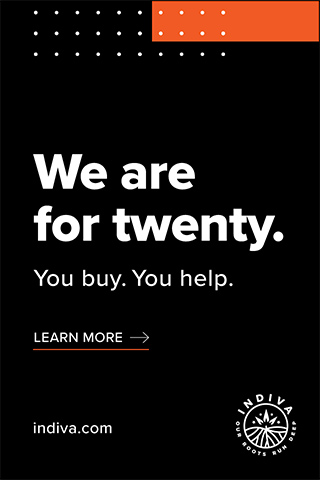 We are
for twenty.
You buy. You help.
LEARN MORE
indiva.com
INDIVA
OUR ROOTS RUN DEEP